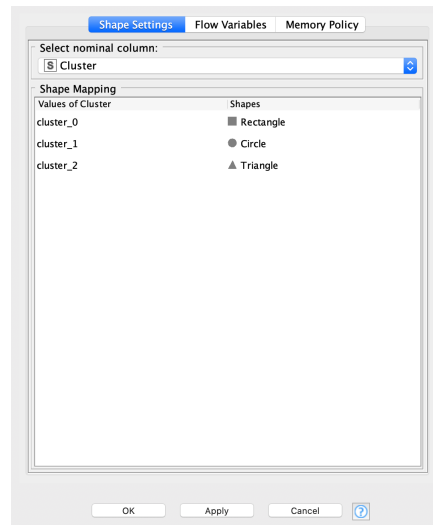 Shape Settings Flow Variables Memory Policy
Select nominal column:
S Cluster
Shape Mapping
Values of Cluster Shapes
cluster_0 Rectangle
cluster_1 Circle
cluster_2 Triangle
OK Apply Cancel ?